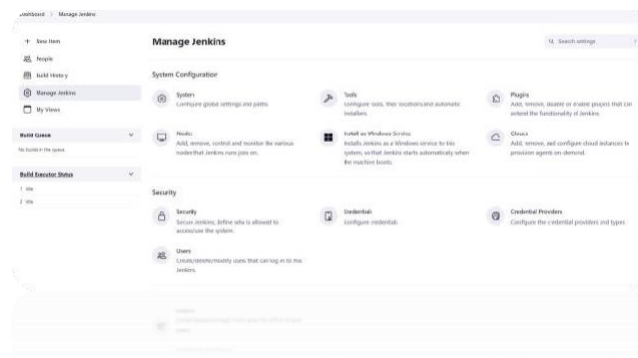 Dashboard > Manage Jenkins
+ New Item
People
Build History
Manage Jenkins
My Views
Build Queue
No builds in the queue.
Build Executor Status
1 Idle
2 Idle
Manage Jenkins
Search settings
System Configuration
System
Configure global settings and paths.
Tools
Configure tools, their locations and automatic
installers.
Plugins
Add, remove, disable or enable plugins that can
extend the functionality of Jenkins.
Nodes
Add, remove, control and monitor the various
nodes that Jenkins runs jobs on.
Install as Windows Service
Installs Jenkins as a Windows service to this
system, so that Jenkins starts automatically when
the machine boots.
Clouds
Add, remove, and configure cloud instances to
provision agents on-demand.
Security
Security
Secure Jenkins; define who is allowed to
access/use the system.
Credentials
Configure credentials
Credential Providers
Configure the credential providers and types
Users
Create/delete/modify users that can log in to this
Jenkins.